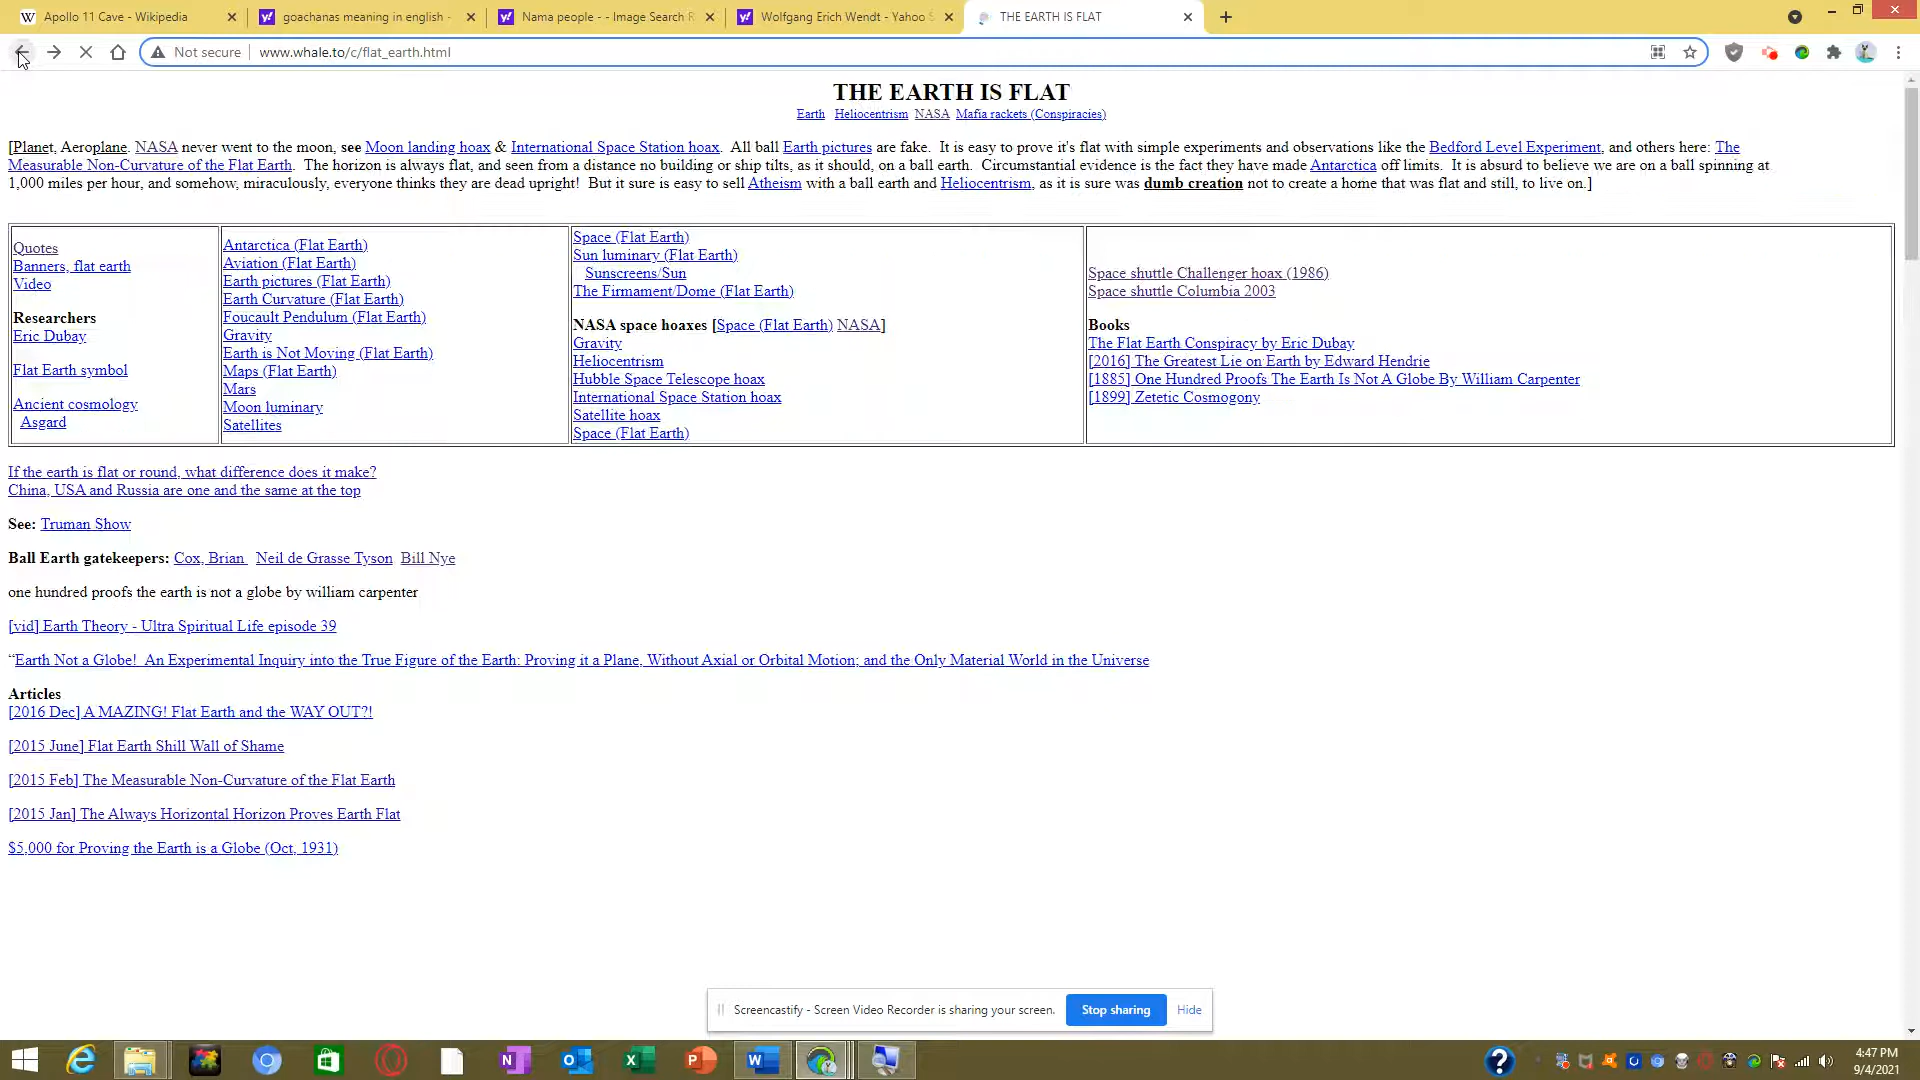 Apollo 11 Cave - Wikipedia
goachanas meaning in english -
Nama people - - Image Search R
Wolfgang Erich Wendt - Yahoo S
THE EARTH IS FLAT
Not secure
www.whale.to/c/flat_earth.html
THE EARTH IS FLAT
Earth Heliocentrism NASA Mafia rackets (Conspiracies)
[Planet, Aeroplane. NASA never went to the moon, see Moon landing hoax & International Space Station hoax. All ball Earth pictures are fake. It is easy to prove it's flat with simple experiments and observations like the Bedford Level Experiment, and others here: The
Measurable Non-Curvature of the Flat Earth. The horizon is always flat, and seen from a distance no building or ship tilts, as it should, on a ball earth. Circumstantial evidence is the fact they have made Antarctica off limits. It is absurd to believe we are on a ball spinning at
1,000 miles per hour, and somehow, miraculously, everyone thinks they are dead upright! But it sure is easy to sell Atheism with a ball earth and Heliocentrism, as it is sure was dumb creation not to create a home that was flat and still, to live on.]
Quotes
Banners, flat earth
Video
Researchers
Eric Dubay
Flat Earth symbol
Ancient cosmology
Asgard
Antarctica (Flat Earth)
Aviation (Flat Earth)
Earth pictures (Flat Earth)
Earth Curvature (Flat Earth)
Foucault Pendulum (Flat Earth)
Gravity
Earth is Not Moving (Flat Earth)
Maps (Flat Earth)
Mars
Moon luminary
Satellites
Space (Flat Earth)
Sun luminary (Flat Earth)
Sunscreens/Sun
The Firmament/Dome (Flat Earth)
NASA space hoaxes [Space (Flat Earth) NASA]
Gravity
Heliocentrism
Hubble Space Telescope hoax
International Space Station hoax
Satellite hoax
Space (Flat Earth)
Space shuttle Challenger hoax (1986)
Space shuttle Columbia 2003
Books
The Flat Earth Conspiracy by Eric Dubay
[2016] The Greatest Lie on Earth by Edward Hendrie
[1885] One Hundred Proofs The Earth Is Not A Globe By William Carpenter
[1899] Zetetic Cosmogony
If the earth is flat or round, what difference does it make?
China, USA and Russia are one and the same at the top
See: Truman Show
Ball Earth gatekeepers: Cox, Brian Neil de Grasse Tyson Bill Nye
one hundred proofs the earth is not a globe by william carpenter
[vid] Earth Theory - Ultra Spiritual Life episode 39
“Earth Not a Globe! An Experimental Inquiry into the True Figure of the Earth: Proving it a Plane, Without Axial or Orbital Motion; and the Only Material World in the Universe
Articles
[2016 Dec] A MAZING! Flat Earth and the WAY OUT?!
[2015 June] Flat Earth Shill Wall of Shame
[2015 Feb] The Measurable Non-Curvature of the Flat Earth
[2015 Jan] The Always Horizontal Horizon Proves Earth Flat
$5,000 for Proving the Earth is a Globe (Oct, 1931)
Screencastify - Screen Video Recorder is sharing your screen.
Stop sharing
Hide
4:47 PM
9/4/2021